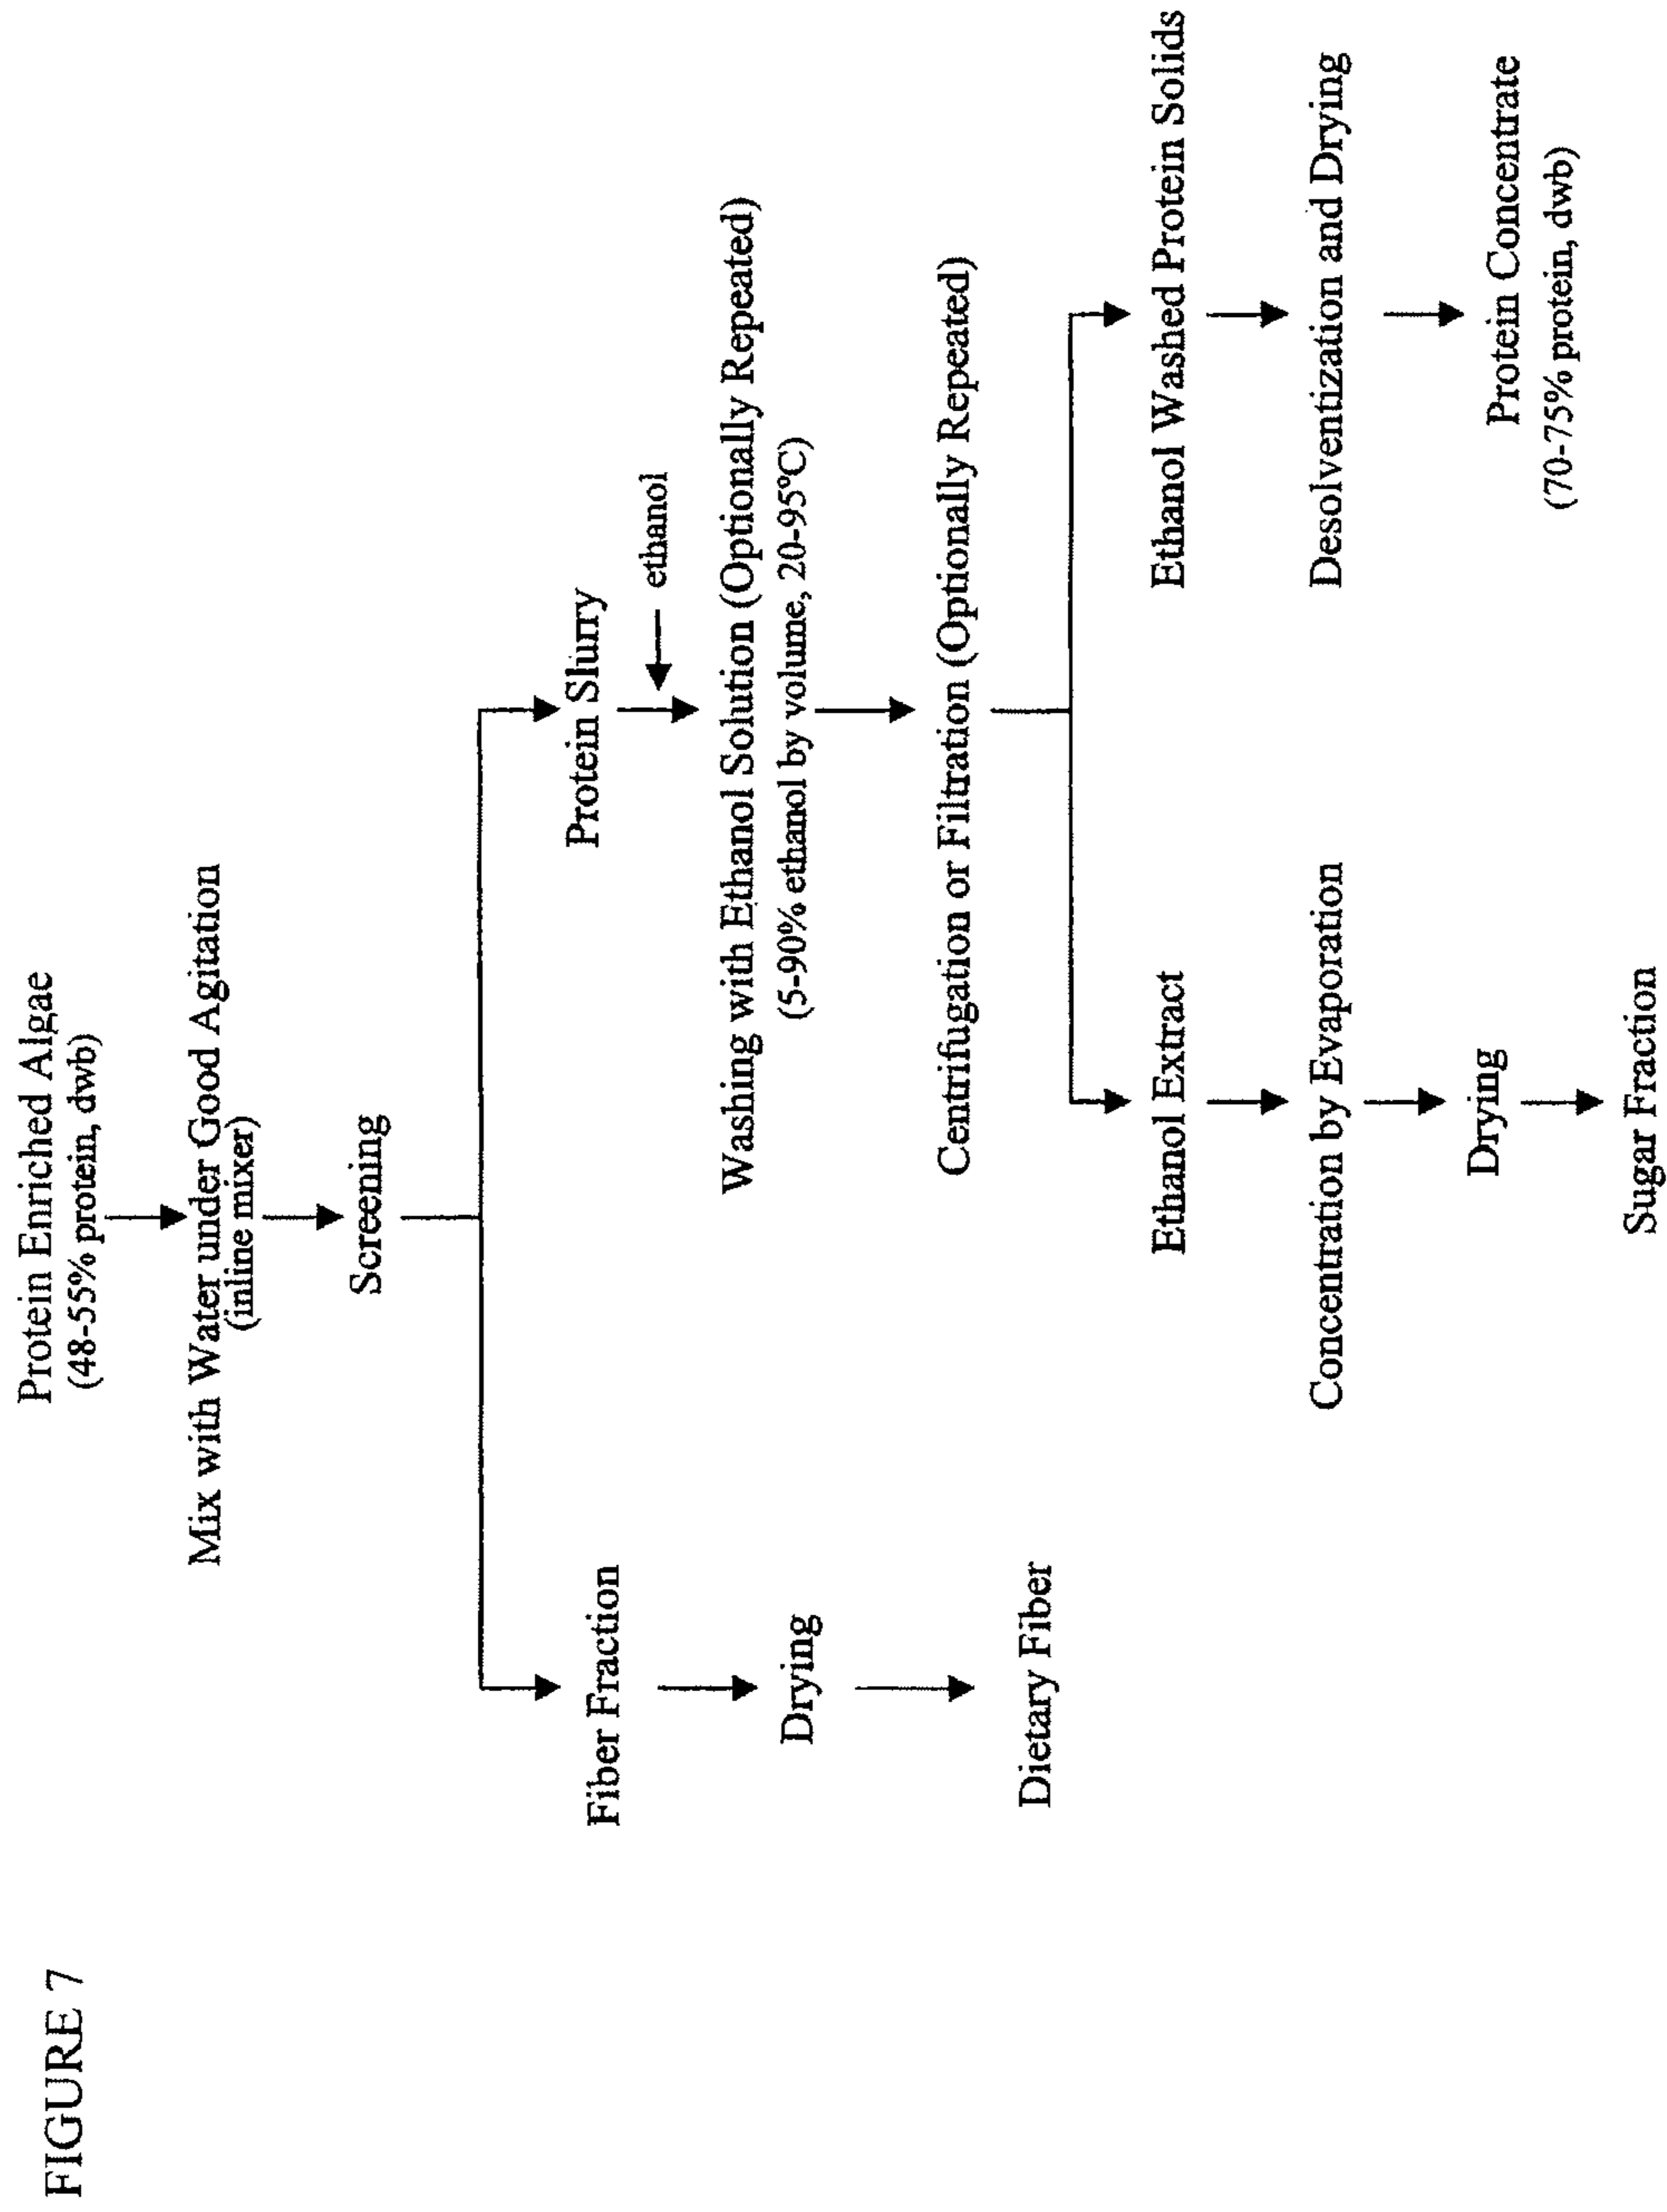 FIGURE 7
Protein Enriched Algae
(48-55% protein, dwb)
Mix with Water under Good Agitation
(inline mixer)
Screening
Fiber Fraction
Drying
Dietary Fiber
Protein Slurry
ethanol
Washing with Ethanol Solution (Optionally Repeated)
(5-90% ethanol by volume, 20-95°C)
Centrifugation or Filtration (Optionally Repeated)
Ethanol Extract
Concentration by Evaporation
Drying
Sugar Fraction
Ethanol Washed Protein Solids
Desolventization and Drying
Protein Concentrate
(70-75% protein, dwb)